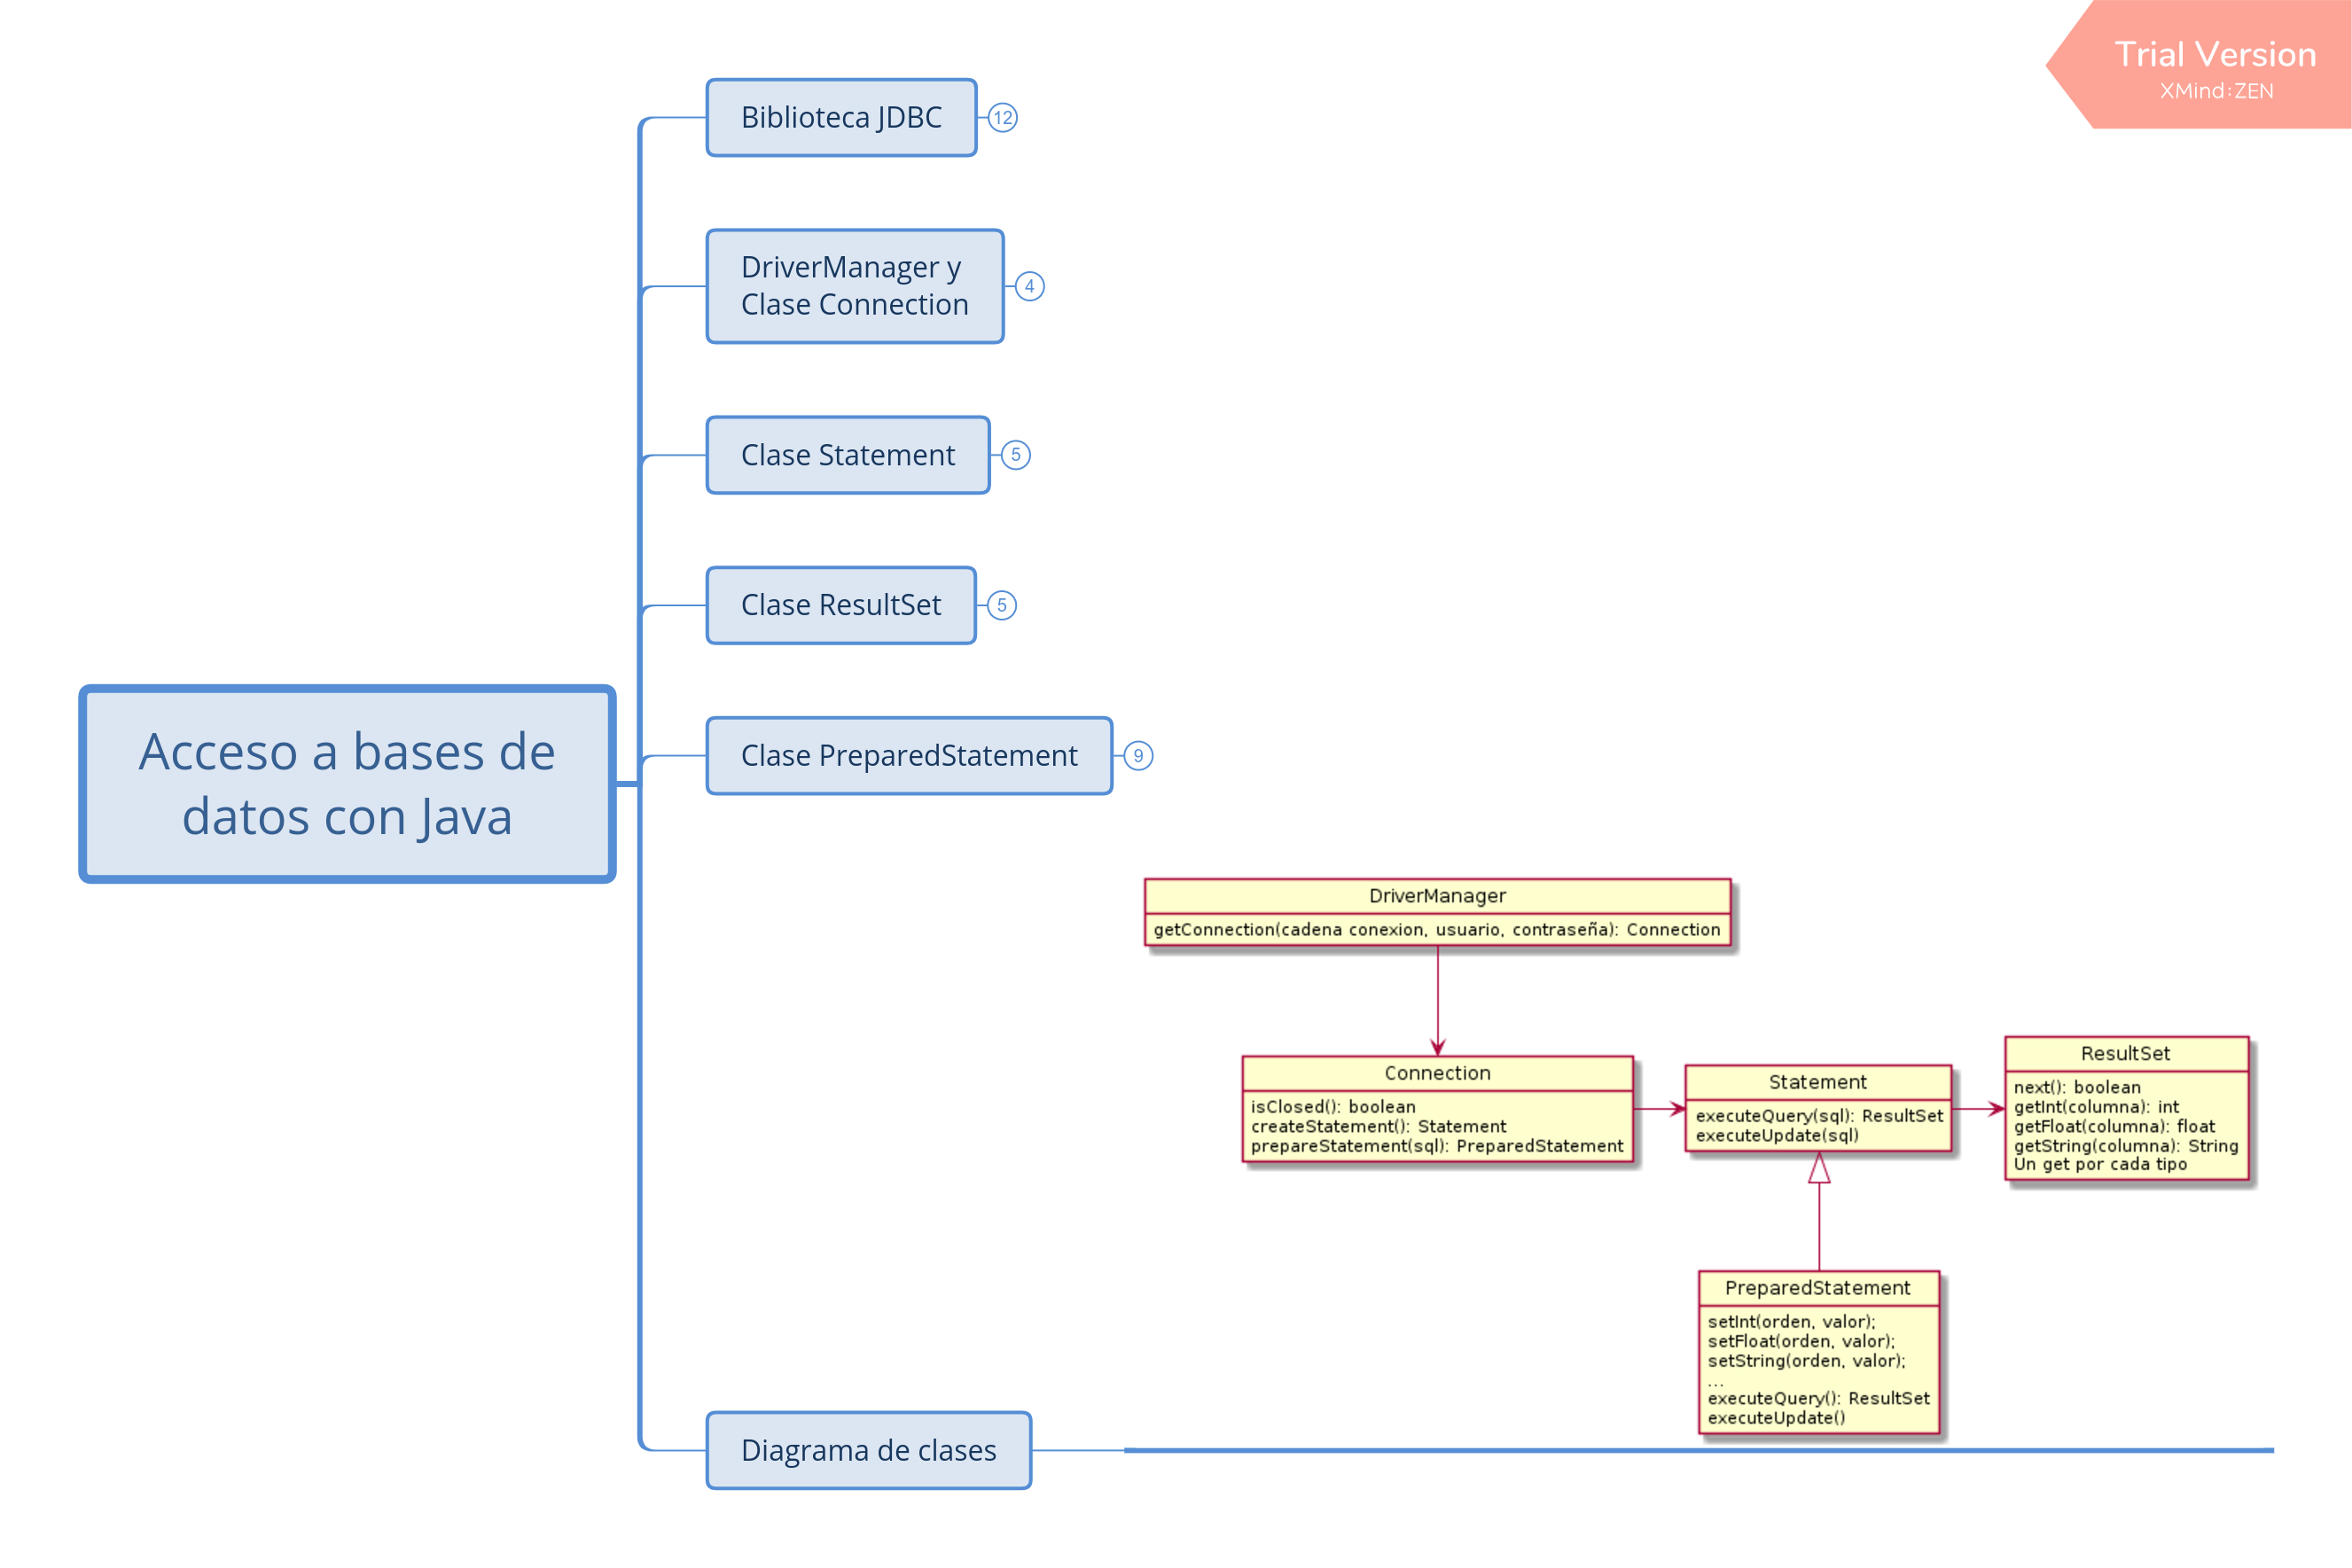 Trial Version
XMind:ZEN
Biblioteca JDBC
12
DriverManager y
Clase Connection
4
Clase Statement
5
Clase ResultSet
5
Acceso a bases de
datos con Java
Clase PreparedStatement
9
DriverManager
getConnection(cadena conexion, usuario, contraseña): Connection
Connection
isClosed(): boolean
createStatement(): Statement
prepareStatement(sql): PreparedStatement
Statement
executeQuery(sql): ResultSet
executeUpdate(sql)
ResultSet
next(): boolean
getInt(columna): int
getFloat(columna): float
getString(columna): String
Un get por cada tipo
PreparedStatement
setInt(orden, valor);
setFloat(orden, valor);
setString(orden, valor);
...
executeQuery(): ResultSet
executeUpdate()
Diagrama de clases